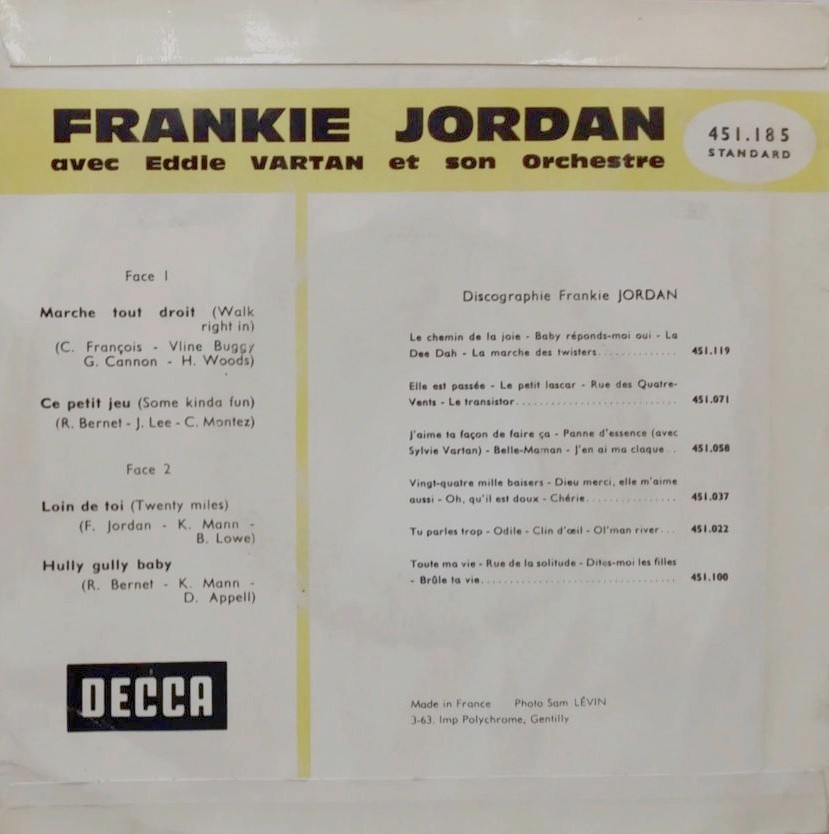 FRANKIE JORDAN
avec Eddie VARTAN et son Orchestre
451.185
STANDARD
Face 1
Marche tout droit (Walk
right in)
(C. François - Vline Buggy
G. Cannon - H. Woods)
Ce petit jeu (Some kinda fun)
(R. Bernet - J. Lee - C. Montez)
Face 2
Loin de toi (Twenty miles)
(F. Jordan - K. Mann -
B. Lowe)
Hully gully baby
(R. Bernet - K. Mann -
D. Appell)
DECCA
Discographie Frankie JORDAN
Le chemin de la joie - Baby réponds-moi oui - La
Dee Dah - La marche des twisters.............. 451.119
Elle est passée - Le petit lascar - Rue des Quatre-
Vents - Le transistor............................ 451.071
J'aime ta façon de faire ça - Panne d'essence (avec
Sylvie Vartan) - Belle-Maman - J'en ai ma claque.. 451.058
Vingt-quatre mille baisers - Dieu merci, elle m'aime
aussi - Oh, qu'il est doux - Chérie............... 451.037
Tu parles trop - Odile - Clin d'œil - Ol'man river... 451.022
Toute ma vie - Rue de la solitude - Dites-moi les filles
- Brûle ta vie.................................. 451.100
Made in France Photo Sam LÉVIN
3-63. Imp Polychrome, Gentilly